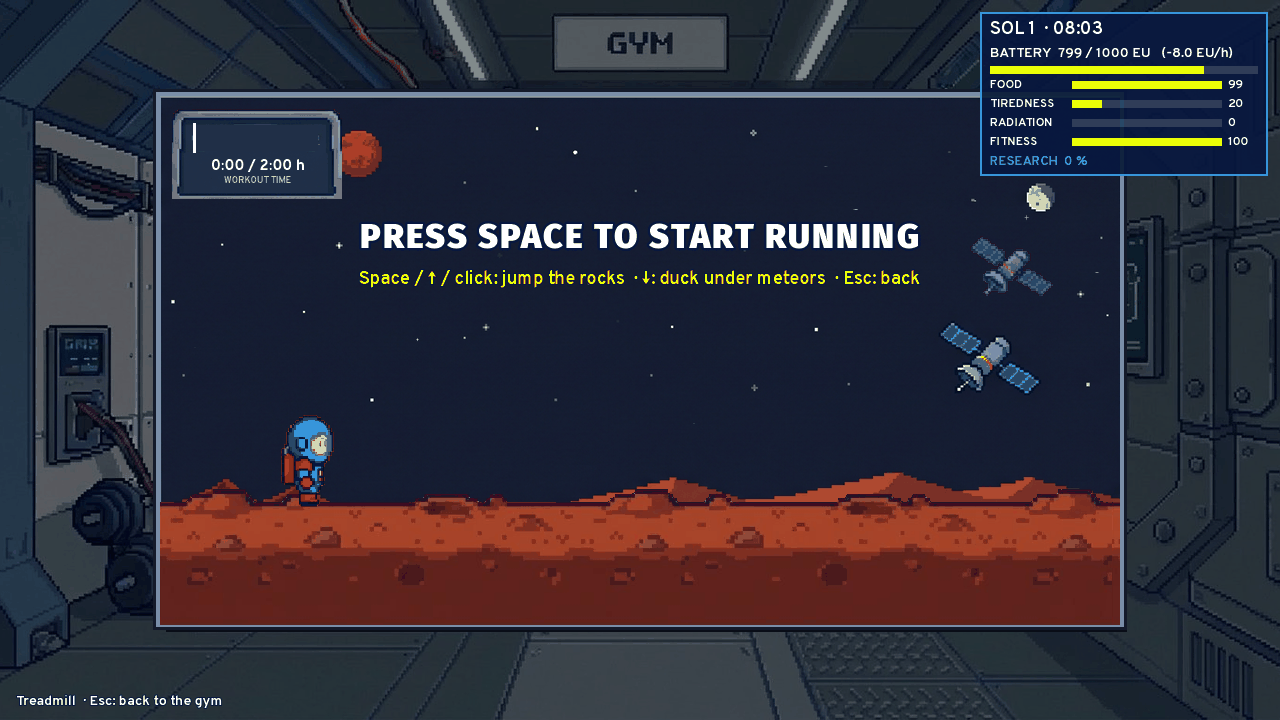 GYM
SOL 1 · 08:03
BATTERY 799 / 1000 EU (-8.0 EU/h)
FOOD 99
TIREDNESS 20
RADIATION 0
FITNESS 100
RESEARCH 0 %
0:00 / 2:00 h
WORKOUT TIME
PRESS SPACE TO START RUNNING
Space / ↑ / click: jump the rocks · ↓: duck under meteors · Esc: back
Treadmill · Esc: back to the gym